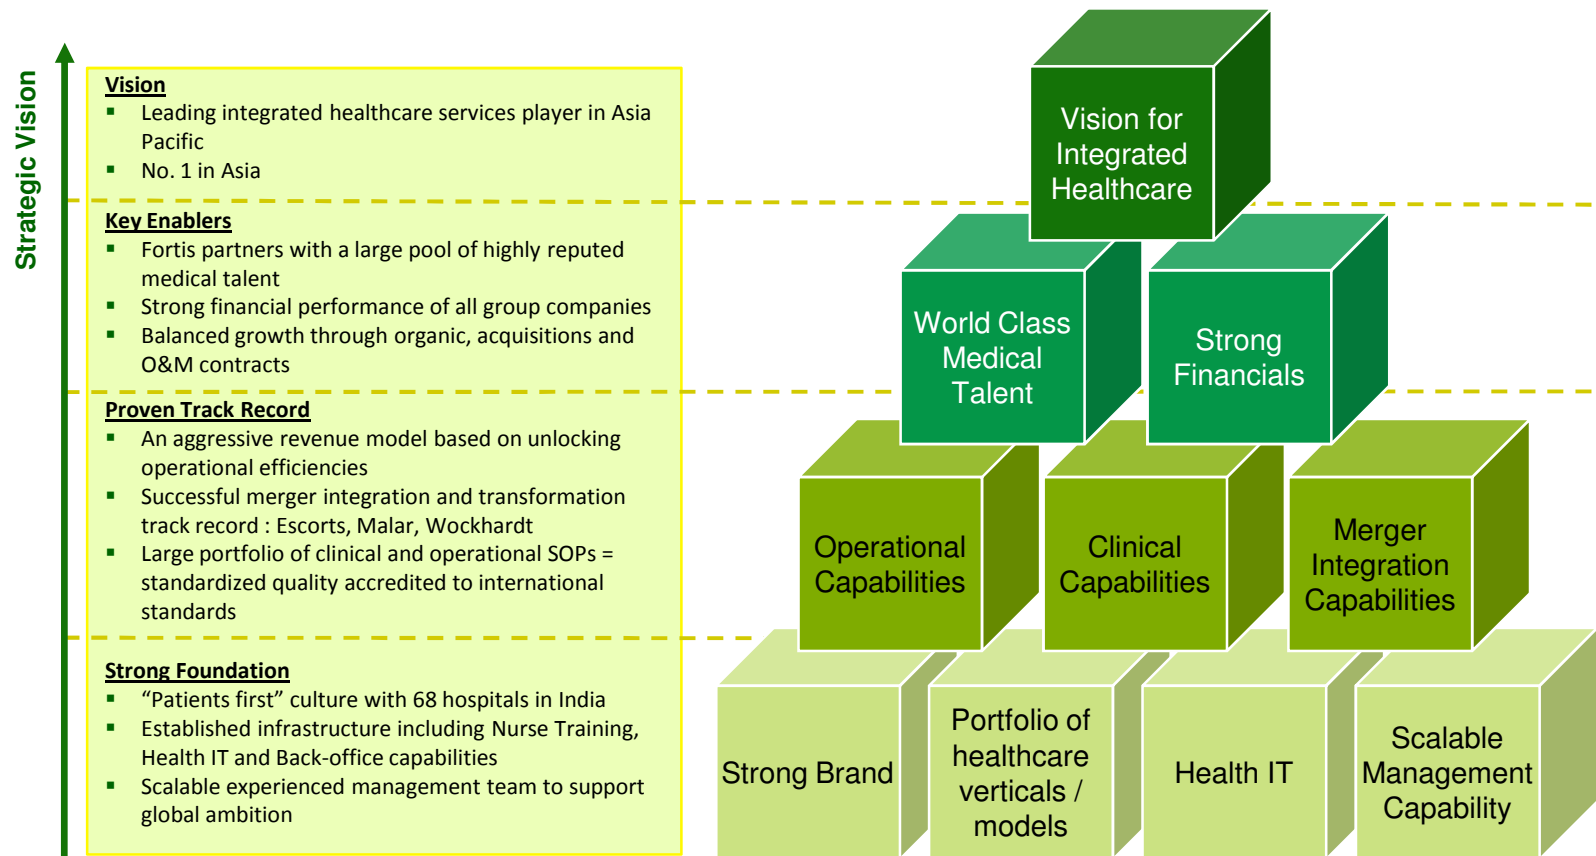 Strategic Vision
Vision
▪ Leading integrated healthcare services player in Asia
Pacific
▪ No. 1 in Asia
Key Enablers
▪ Fortis partners with a large pool of highly reputed
medical talent
▪ Strong financial performance of all group companies
▪ Balanced growth through organic, acquisitions and
O&M contracts
Proven Track Record
▪ An aggressive revenue model based on unlocking
operational efficiencies
▪ Successful merger integration and transformation
track record : Escorts, Malar, Wockhardt
▪ Large portfolio of clinical and operational SOPs =
standardized quality accredited to international
standards
Strong Foundation
▪ “Patients first” culture with 68 hospitals in India
▪ Established infrastructure including Nurse Training,
Health IT and Back-office capabilities
▪ Scalable experienced management team to support
global ambition
Vision for
Integrated
Healthcare
World Class
Medical
Talent
Strong
Financials
Operational
Capabilities
Clinical
Capabilities
Merger
Integration
Capabilities
Strong Brand
Portfolio of
healthcare
verticals /
models
Health IT
Scalable
Management
Capability